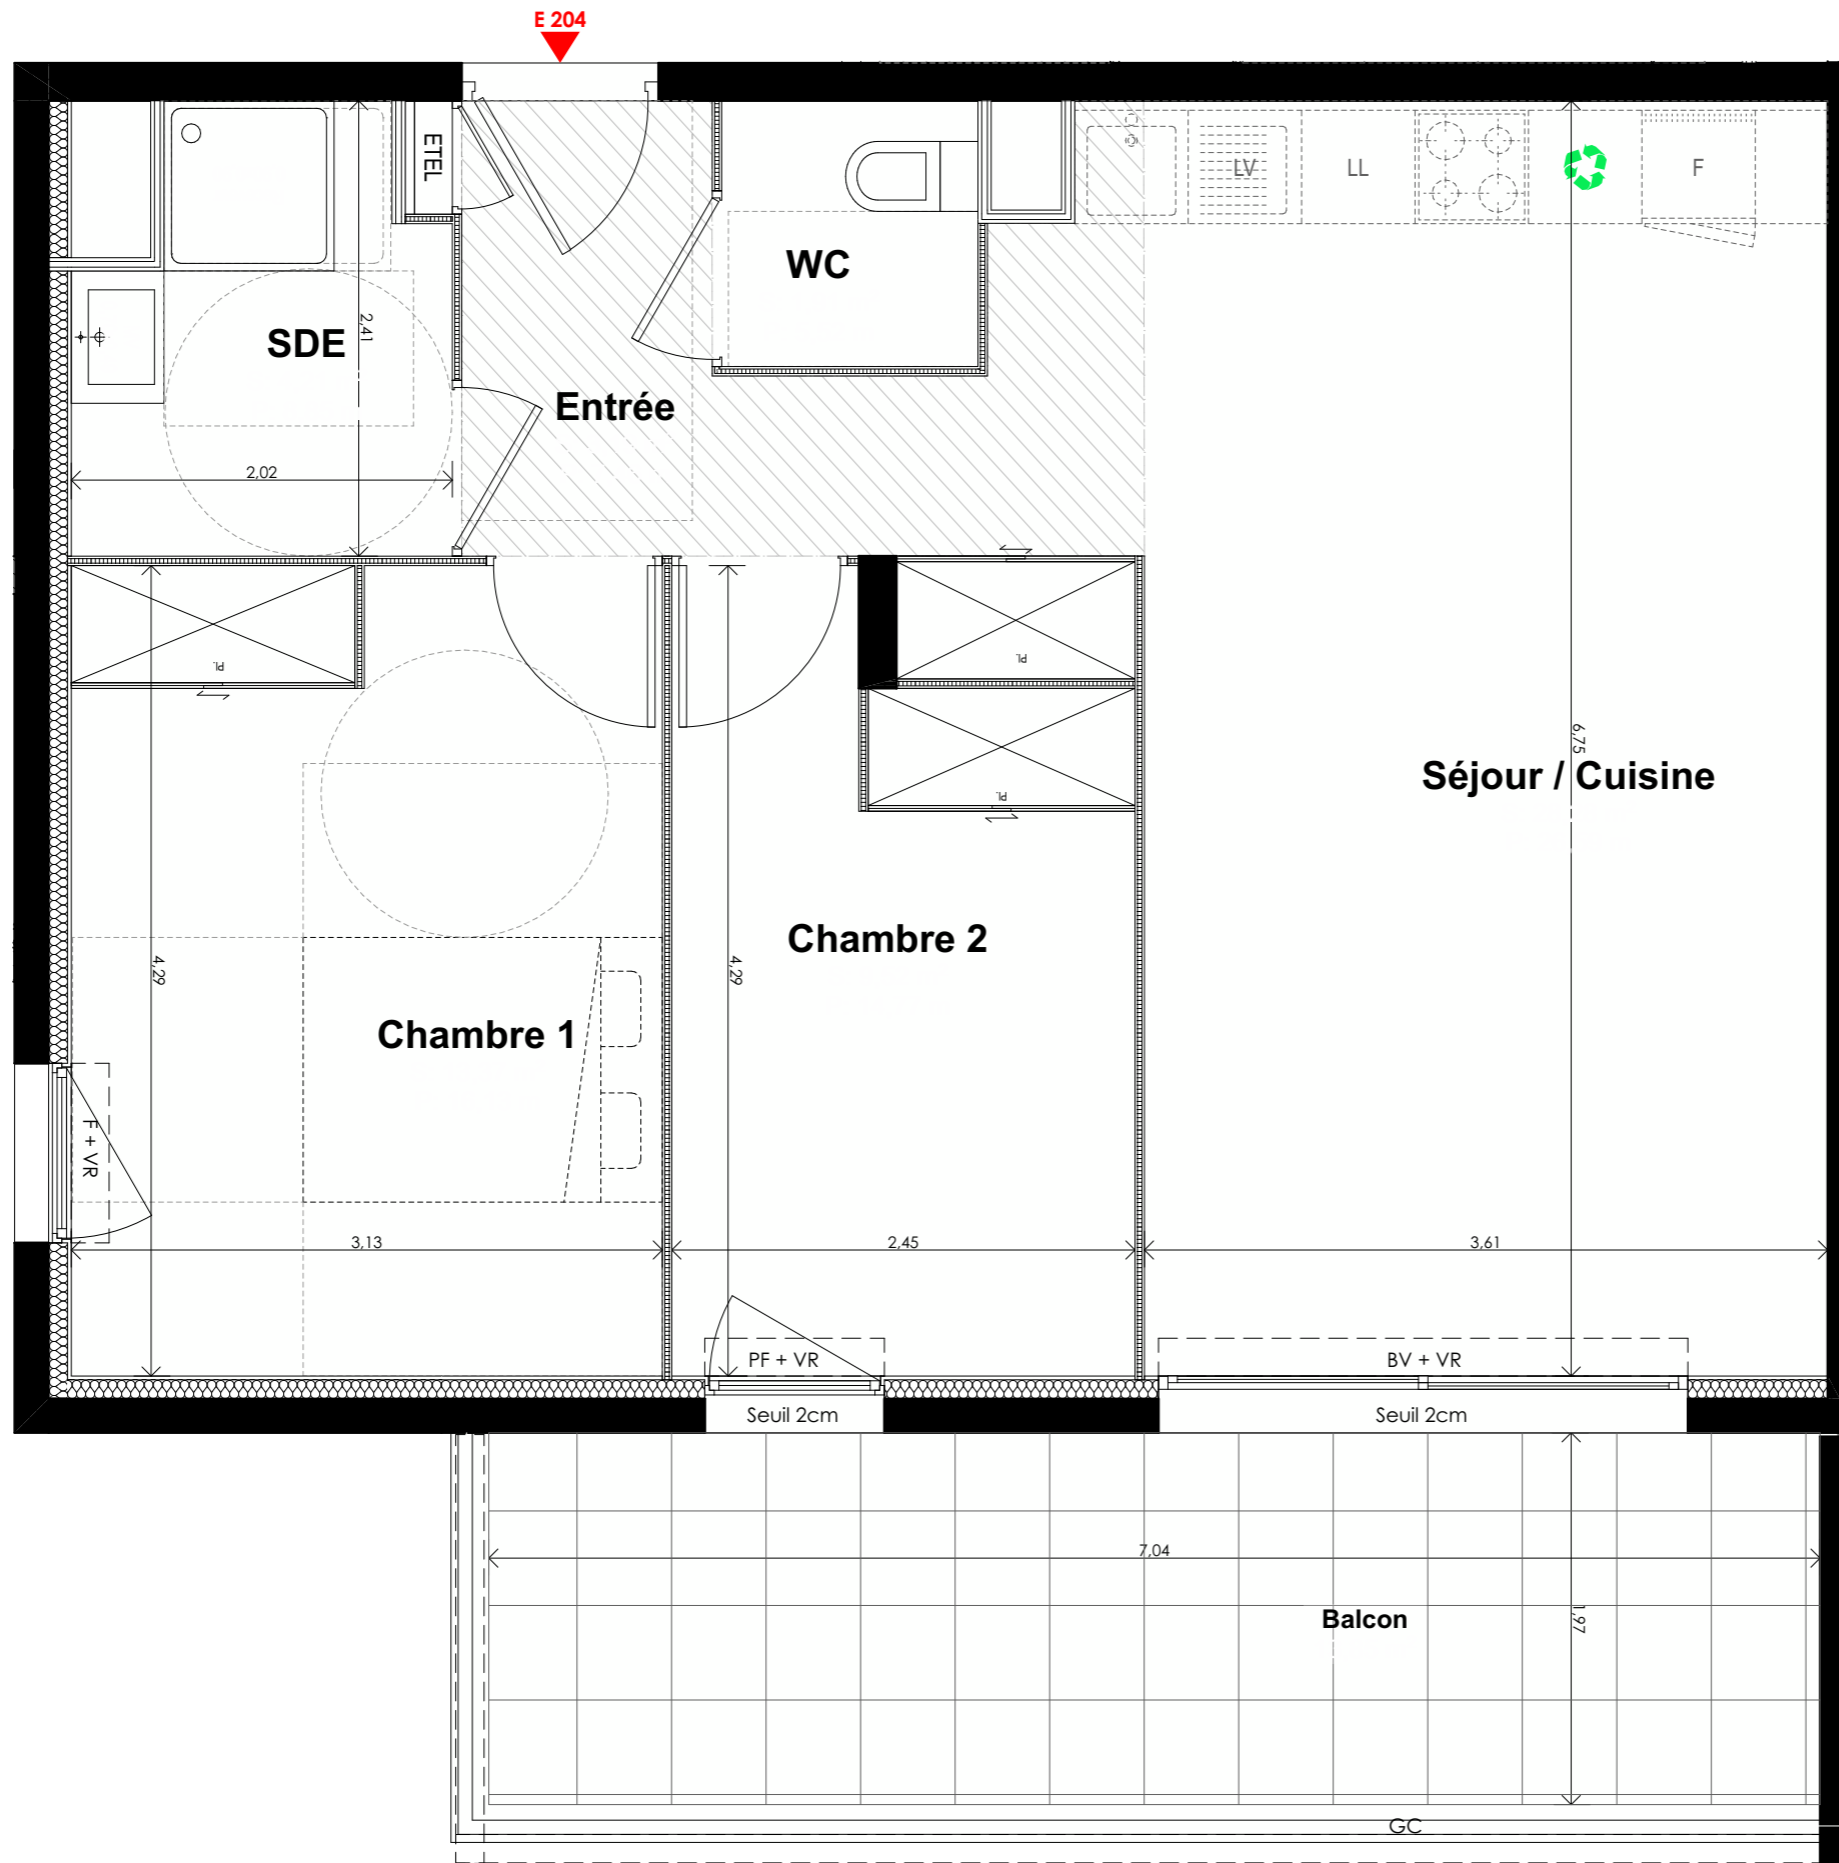 E 204
ETEL
WC
LV
LL
F
SDE
2,41
Entrée
2,02
PL
PL
PL
6,75
Séjour / Cuisine
Chambre 2
4,29
4,29
Chambre 1
F + VR
3,13
2,45
3,61
PF + VR
BV + VR
Seuil 2cm
Seuil 2cm
7,04
Balcon
1,97
GC